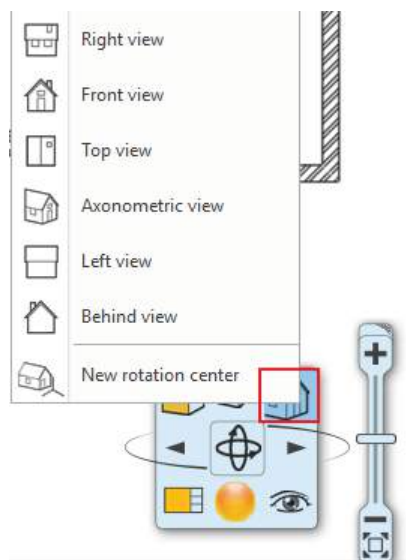 Right view
Front view
Top view
Axonometric view
Left view
Behind view
New rotation center